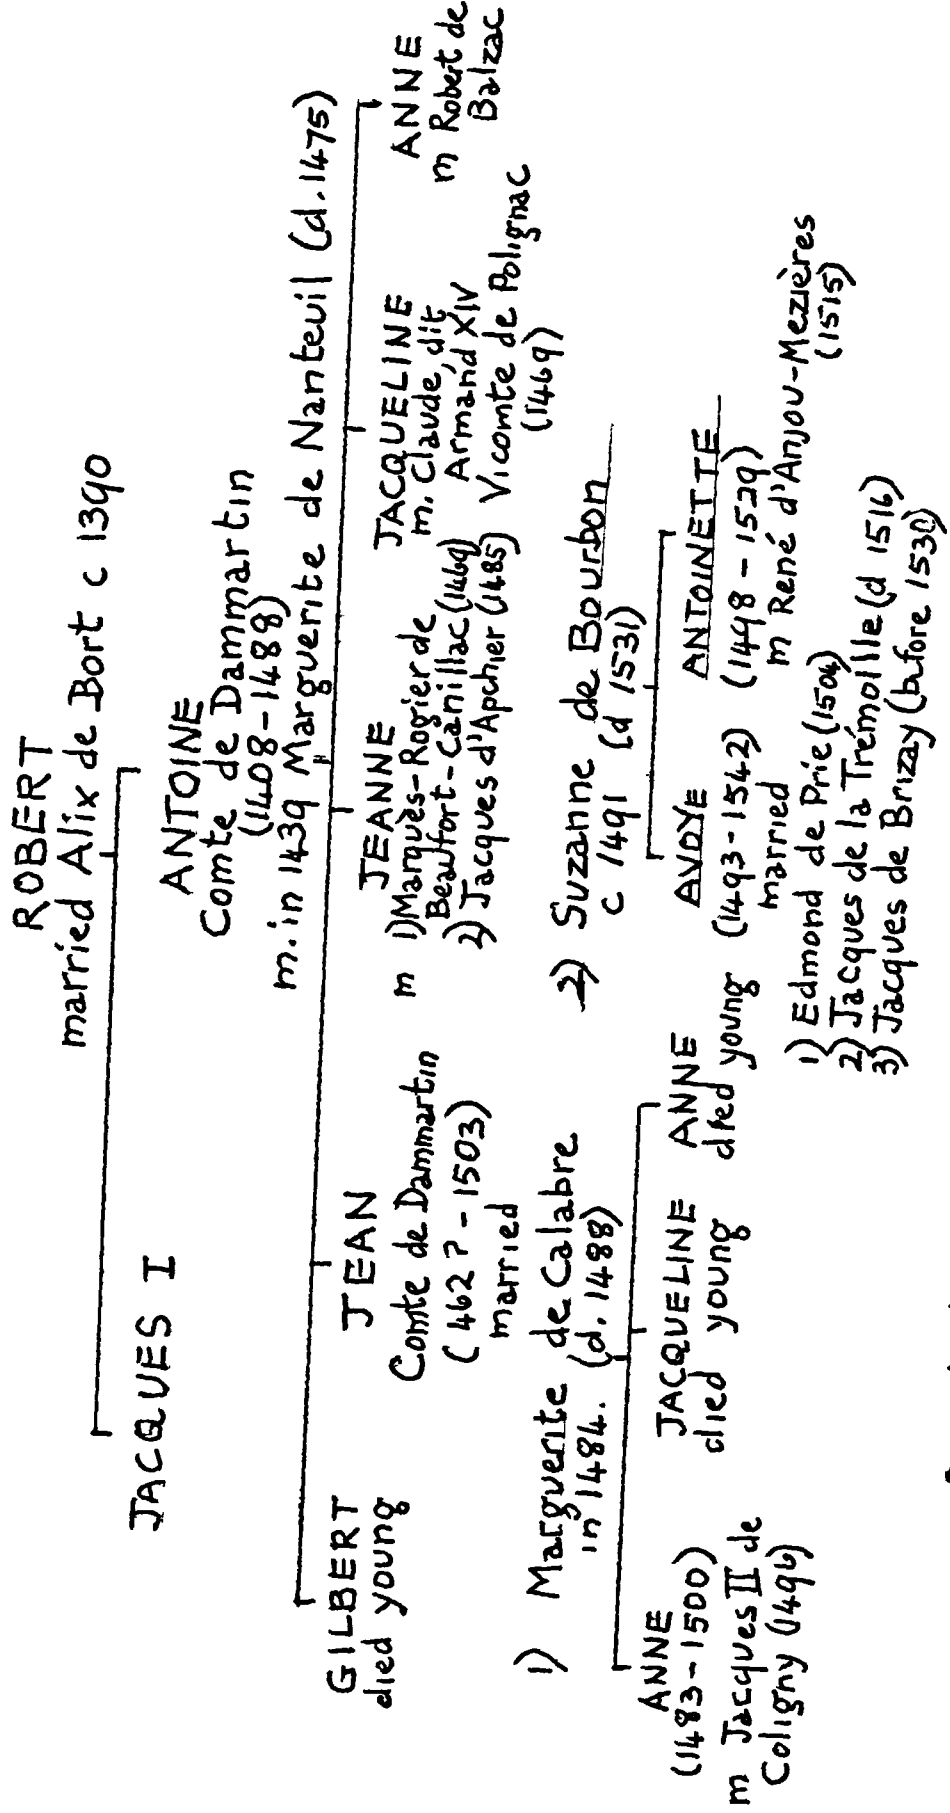 ROBERT
married Alix de Bort c 1390
JACQUES I
ANTOINE
Comte de Dammartin
(1408-1488)
m. in 1439 Marguerite de Nanteuil (d. 1475)
GILBERT
died young
JEAN
Comte de Dammartin
(1462?-1503)
married
JEANNE
m 1) Marquès-Rogier de
Beaufort-Canillac (1469)
2) Jacques d'Apchier (1485)
JACQUELINE
m. Claude, dit
Armand XIV
Vicomte de Polignac
(1469)
ANNE
m Robert de
Balzac
1) Marguerite de Calabre
in 1484. (d. 1488)
2) Suzanne de Bourbon
c 1491 (d 1531)
ANNE
(1483-1500)
m Jacques II de
Coligny (1496)
JACQUELINE
died young
ANNE
died young
AVOYE
(1493-1542)
married
1) Edmond de Prie (1504)
2) Jacques de la Trémoille (d 1516)
3) Jacques de Brizay (before 1530)
ANTOINETTE
(1498-1529)
m René d'Anjou-Mezières
(1515)